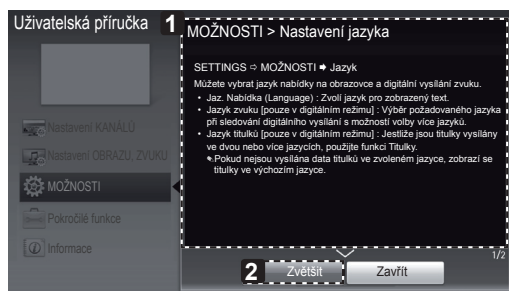 Uživatelská příručka
1
MOŽNOSTI > Nastavení jazyka
SETTINGS ⇨ MOŽNOSTI ➡ Jazyk
Můžete vybrat jazyk nabídky na obrazovce a digitální vysílání zvuku.
• Jaz. Nabídka (Language) : Zvolí jazyk pro zobrazený text.
• Jazyk zvuku [pouze v digitálním režimu] : Výběr požadovaného jazyka
při sledování digitálního vysílání s možností volby více jazyků.
• Jazyk titulků [pouze v digitálním režimu] : Jestliže jsou titulky vysílány
ve dvou nebo více jazycích, použijte funkci Titulky.
Pokud nejsou vysílána data titulků ve zvoleném jazyce, zobrazí se
titulky ve výchozím jazyce.
Nastavení KANÁLŮ
Nastavení OBRAZU, ZVUKU
MOŽNOSTI
Pokročilé funkce
Informace
1/2
2
Zvětšit
Zavřít